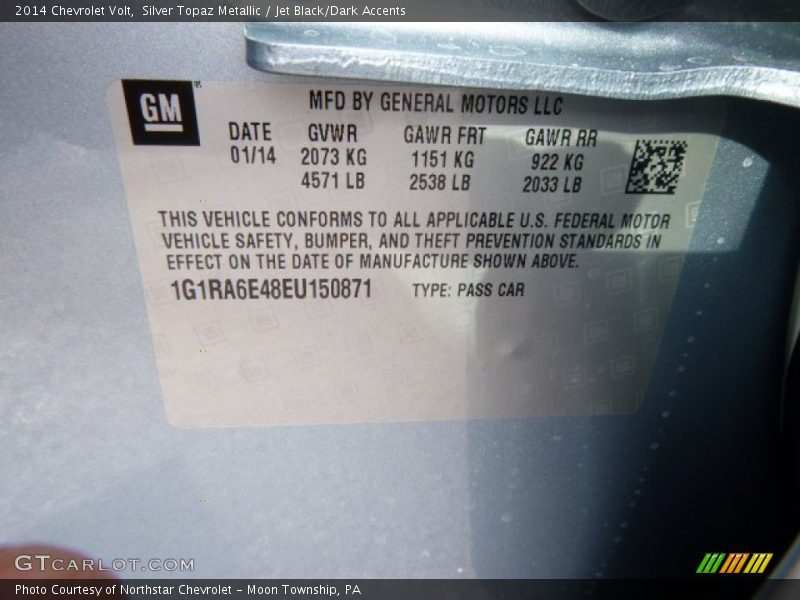 2014 Chevrolet Volt, Silver Topaz Metallic / Jet Black/Dark Accents
GM
MFD BY GENERAL MOTORS LLC
DATE GVWR GAWR FRT GAWR RR
01/14 2073 KG 1151 KG 922 KG
4571 LB 2538 LB 2033 LB
THIS VEHICLE CONFORMS TO ALL APPLICABLE U.S. FEDERAL MOTOR
VEHICLE SAFETY, BUMPER, AND THEFT PREVENTION STANDARDS IN
EFFECT ON THE DATE OF MANUFACTURE SHOWN ABOVE.
1G1RA6E48EU150871 TYPE: PASS CAR
GTCARLOT.COM
Photo Courtesy of Northstar Chevrolet - Moon Township, PA